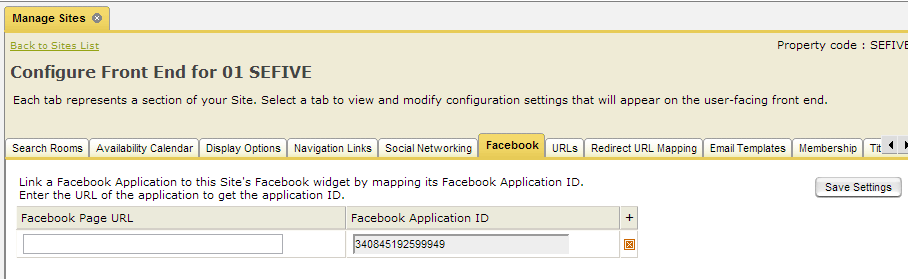 Manage Sites
Back to Sites List
Property code : SEFIVE
Configure Front End for 01 SEFIVE
Each tab represents a section of your Site. Select a tab to view and modify configuration settings that will appear on the user-facing front end.
Search Rooms Availability Calendar Display Options Navigation Links Social Networking Facebook URLs Redirect URL Mapping Email Templates Membership
Link a Facebook Application to this Site's Facebook widget by mapping its Facebook Application ID.
Enter the URL of the application to get the application ID.
Save Settings
Facebook Page URL Facebook Application ID +
340845192599949